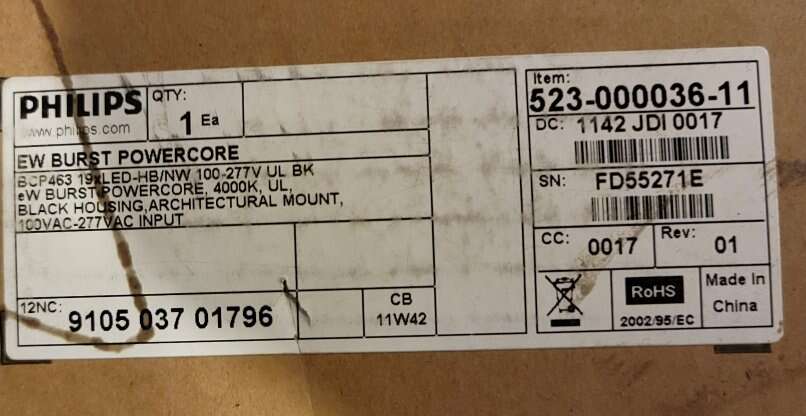 PHILIPS
www.philips.com
QTY:
1 Ea
EW BURST POWERCORE
BCP463 19xLED-HB/NW 100-277V UL BK
eW BURST POWERCORE, 4000K, UL,
BLACK HOUSING,ARCHITECTURAL MOUNT,
100VAC-277VAC INPUT
12NC:
9105 037 01796
CB
11W42
Item:
523-000036-11
DC: 1142 JDI 0017
SN: FD55271E
CC: 0017
Rev: 01
RoHS
2002/95/EC
Made In
China